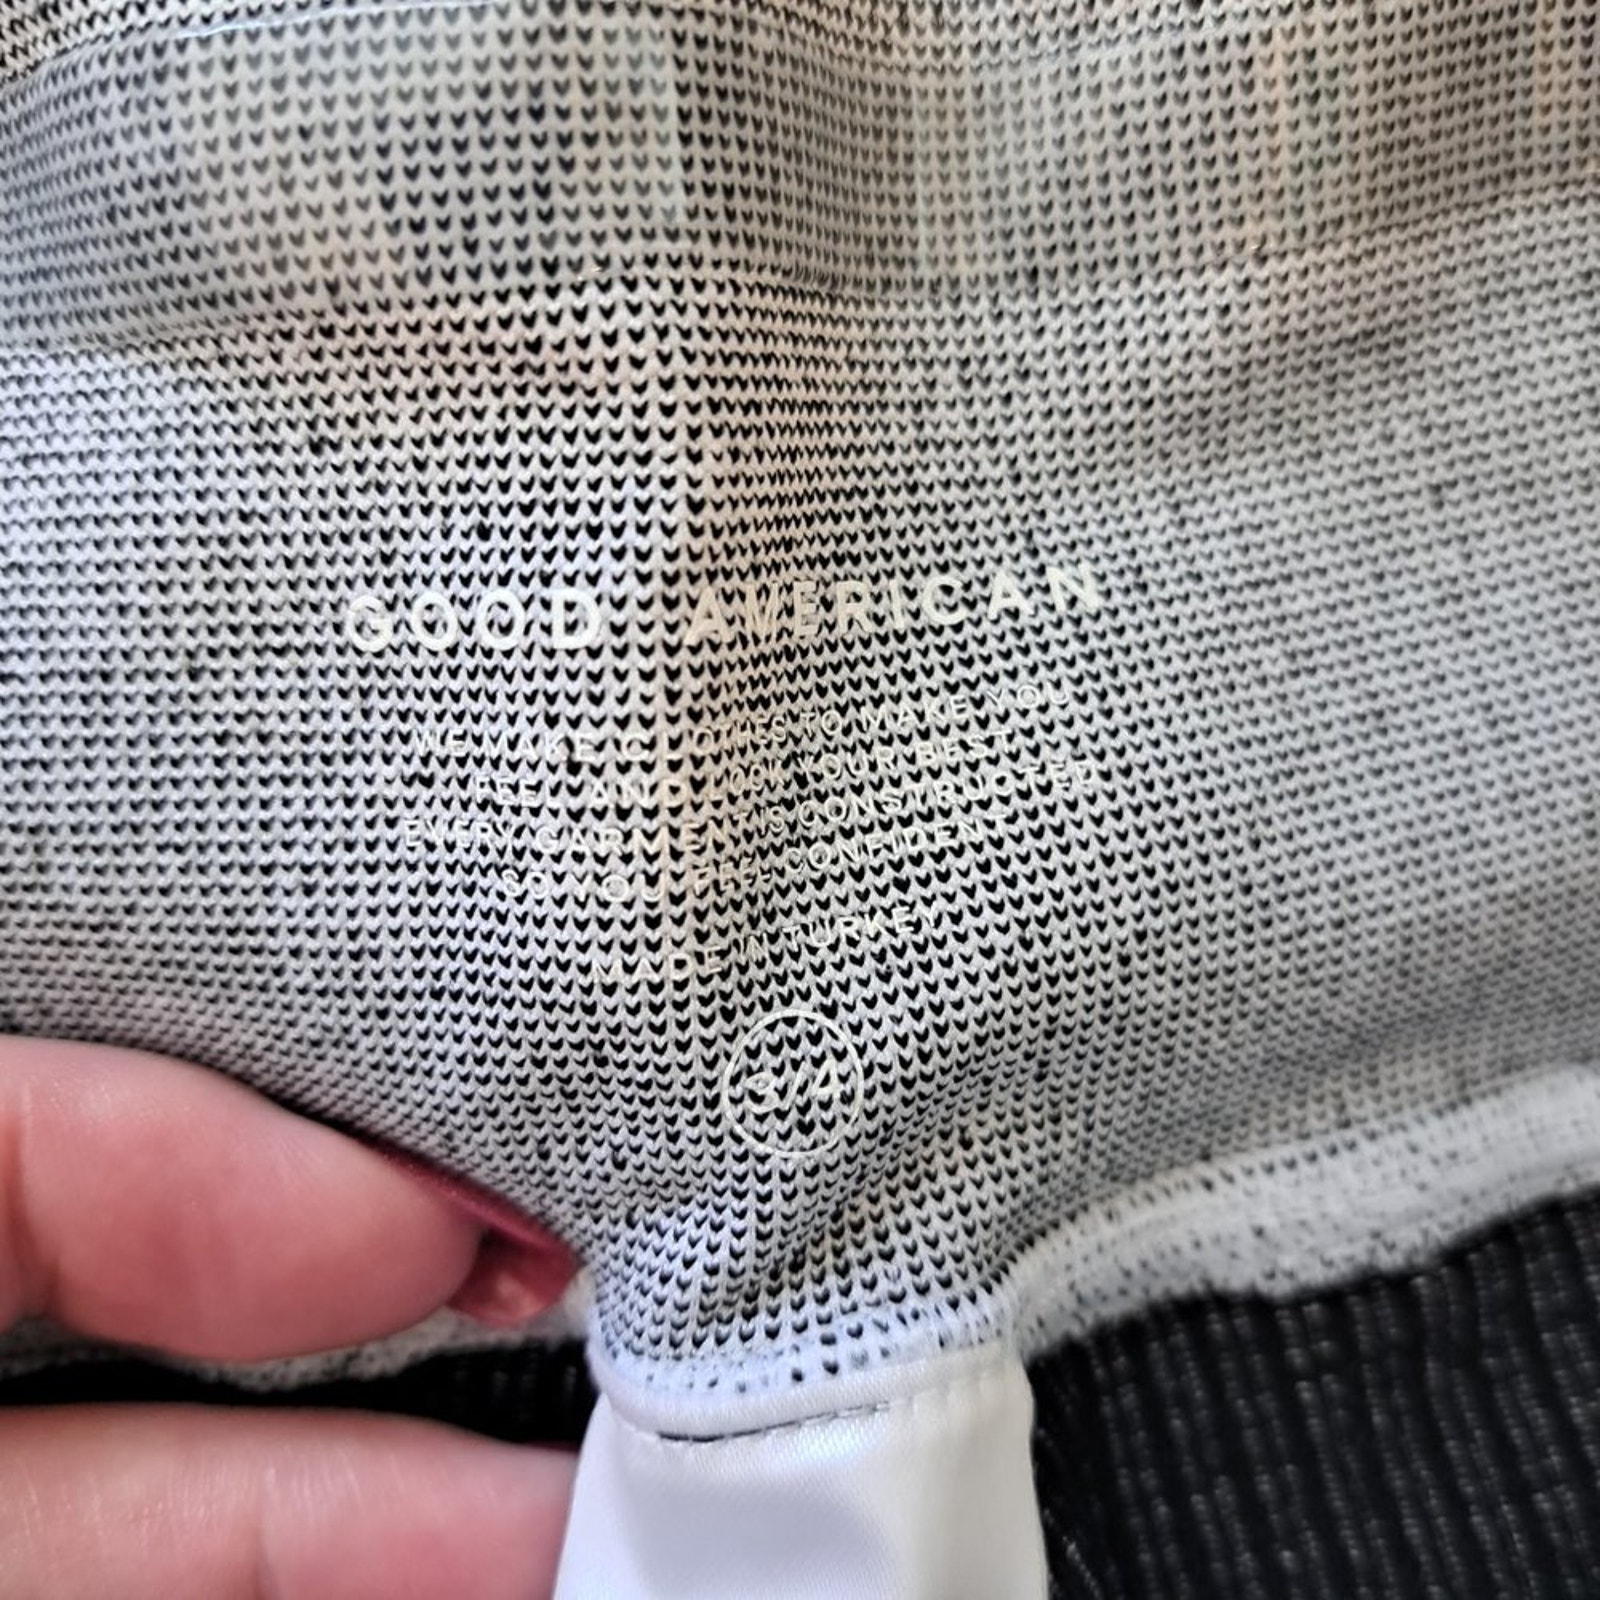 GOOD AMERICAN
WE MAKE CLOTHES TO MAKE YOU
FEEL AND LOOK YOUR BEST
EVERY GARMENT IS CONSTRUCTED
SO YOU FEEL CONFIDENT
MADE IN TURKEY
3/4